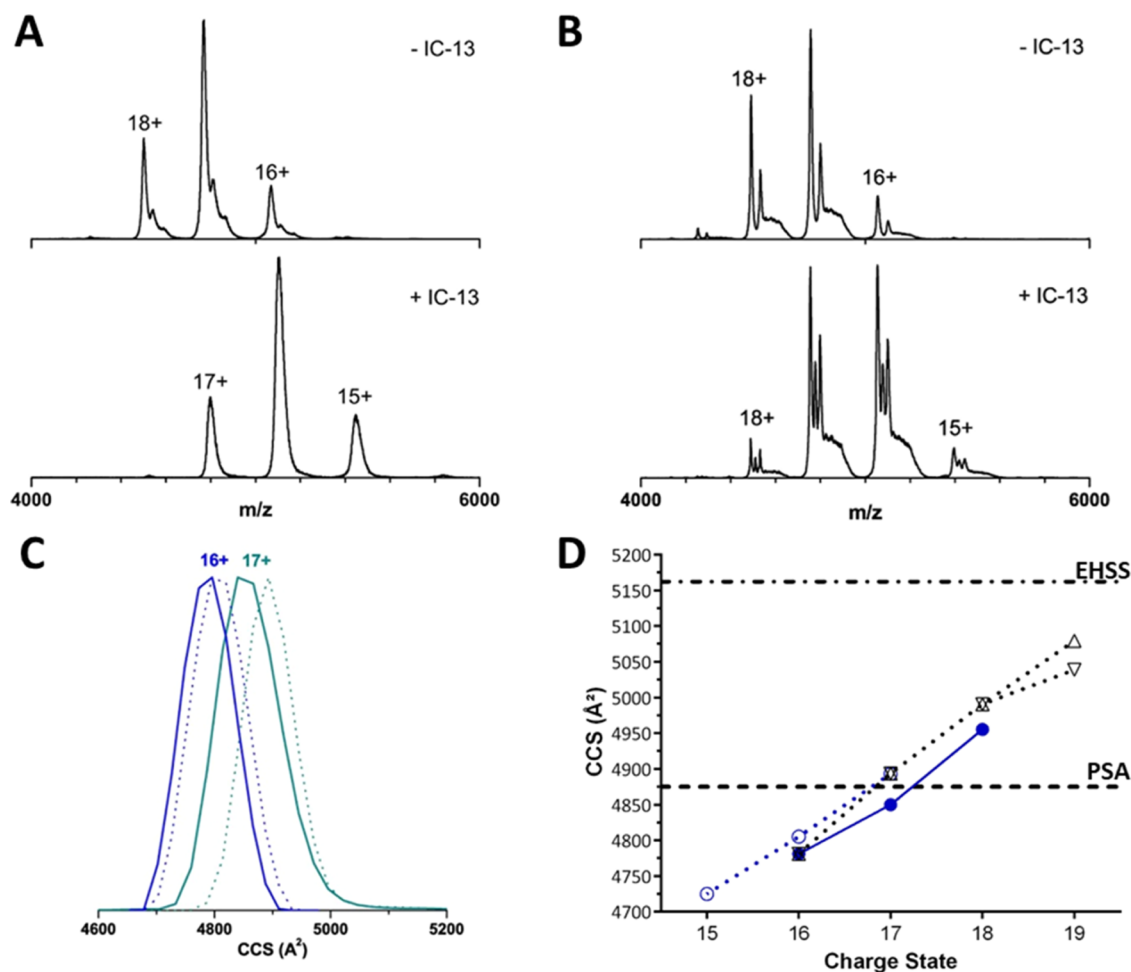 A
- IC-13
18+
16+
+ IC-13
17+
15+
4000
6000
m/z
B
- IC-13
18+
16+
+ IC-13
18+
15+
4000
6000
m/z
C
16+ 17+
4600
4800
5000
5200
CCS (A²)
D
5200
5150
5100
5050
5000
4950
4900
4850
4800
4750
4700
CCS (Å²)
EHSS
PSA
15
16
17
18
19
Charge State